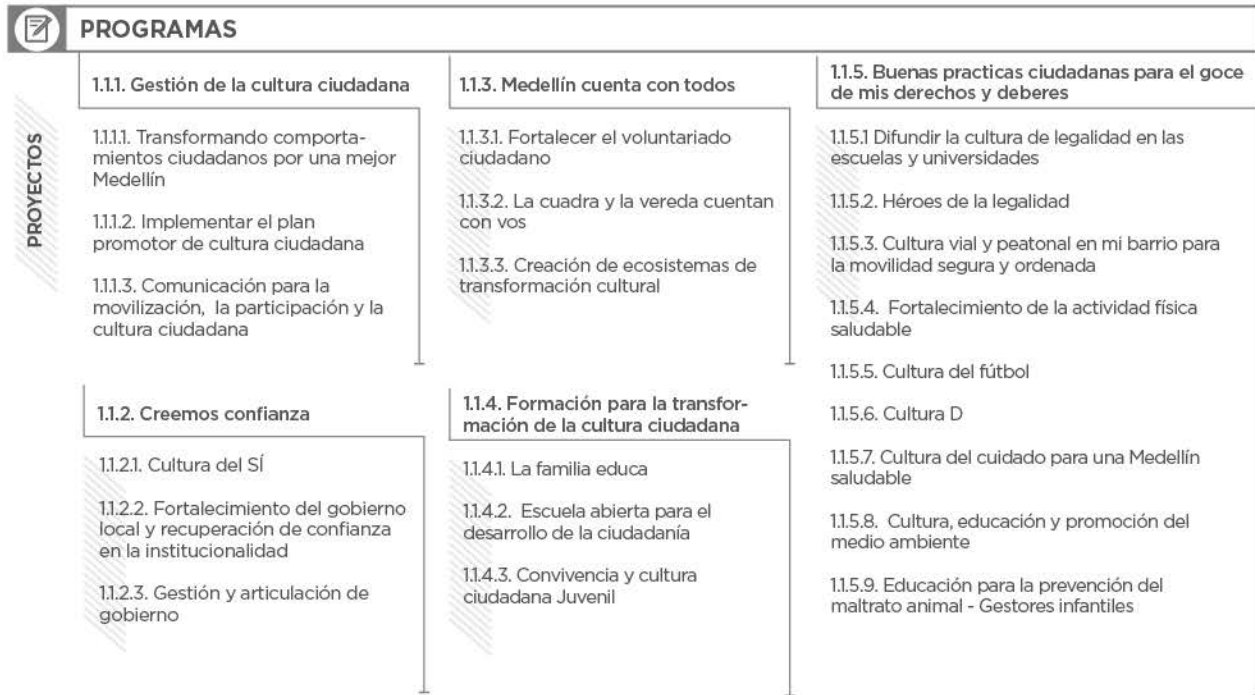 PROGRAMAS
PROYECTOS
1.1.1. Gestión de la cultura ciudadana
1.1.1.1. Transformando comporta-
mientos ciudadanos por una mejor
Medellín
1.1.1.2. Implementar el plan
promotor de cultura ciudadana
1.1.1.3. Comunicación para la
movilización, la participación y la
cultura ciudadana
1.1.2. Creemos confianza
1.1.2.1. Cultura del SÍ
1.1.2.2. Fortalecimiento del gobierno
local y recuperación de confianza
en la institucionalidad
1.1.2.3. Gestión y articulación de
gobierno
1.1.3. Medellín cuenta con todos
1.1.3.1. Fortalecer el voluntariado
ciudadano
1.1.3.2. La cuadra y la vereda cuentan
con vos
1.1.3.3. Creación de ecosistemas de
transformación cultural
1.1.4. Formación para la transfor-
mación de la cultura ciudadana
1.1.4.1. La familia educa
1.1.4.2. Escuela abierta para el
desarrollo de la ciudadanía
1.1.4.3. Convivencia y cultura
ciudadana Juvenil
1.1.5. Buenas practicas ciudadanas para el goce
de mis derechos y deberes
1.1.5.1 Difundir la cultura de legalidad en las
escuelas y universidades
1.1.5.2. Héroes de la legalidad
1.1.5.3. Cultura vial y peatonal en mi barrio para
la movilidad segura y ordenada
1.1.5.4. Fortalecimiento de la actividad física
saludable
1.1.5.5. Cultura del fútbol
1.1.5.6. Cultura D
1.1.5.7. Cultura del cuidado para una Medellín
saludable
1.1.5.8. Cultura, educación y promoción del
medio ambiente
1.1.5.9. Educación para la prevención del
maltrato animal - Gestores infantiles